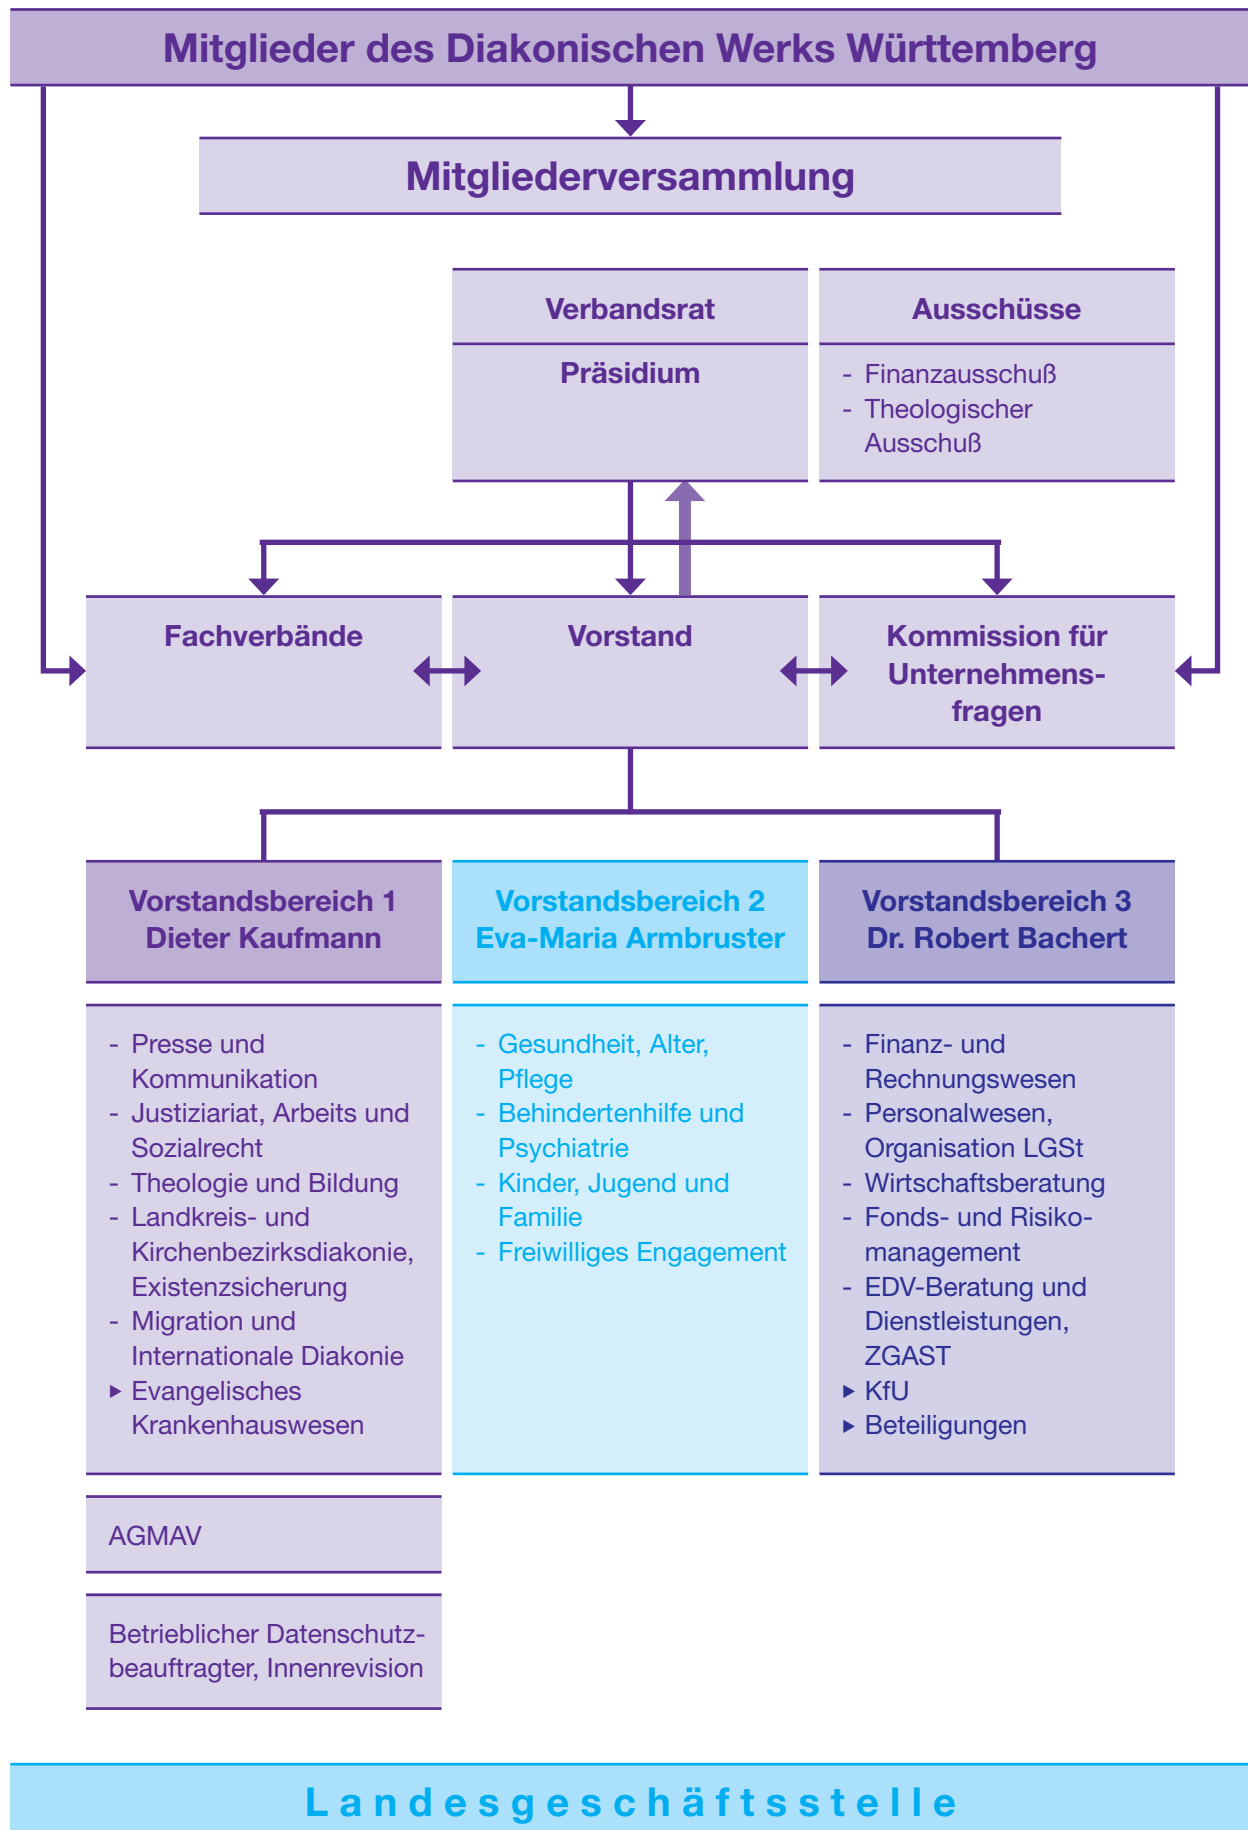 Mitglieder des Diakonischen Werks Württemberg
Mitgliederversammlung
Verbandsrat
Präsidium
Ausschüsse
- Finanzausschuß
- Theologischer
Ausschuß
Fachverbände
Vorstand
Kommission für
Unternehmens-
fragen
Vorstandsbereich 1
Dieter Kaufmann
- Presse und
Kommunikation
- Justiziariat, Arbeits und
Sozialrecht
- Theologie und Bildung
- Landkreis- und
Kirchenbezirksdiakonie,
Existenzsicherung
- Migration und
Internationale Diakonie
▶ Evangelisches
Krankenhauswesen
AGMAV
Betrieblicher Datenschutz-
beauftragter, Innenrevision
Vorstandsbereich 2
Eva-Maria Armbruster
- Gesundheit, Alter,
Pflege
- Behindertenhilfe und
Psychiatrie
- Kinder, Jugend und
Familie
- Freiwilliges Engagement
Vorstandsbereich 3
Dr. Robert Bachert
- Finanz- und
Rechnungswesen
- Personalwesen,
Organisation LGSt
- Wirtschaftsberatung
- Fonds- und Risiko-
management
- EDV-Beratung und
Dienstleistungen,
ZGAST
▶ KfU
▶ Beteiligungen
Landesgeschäftsstelle